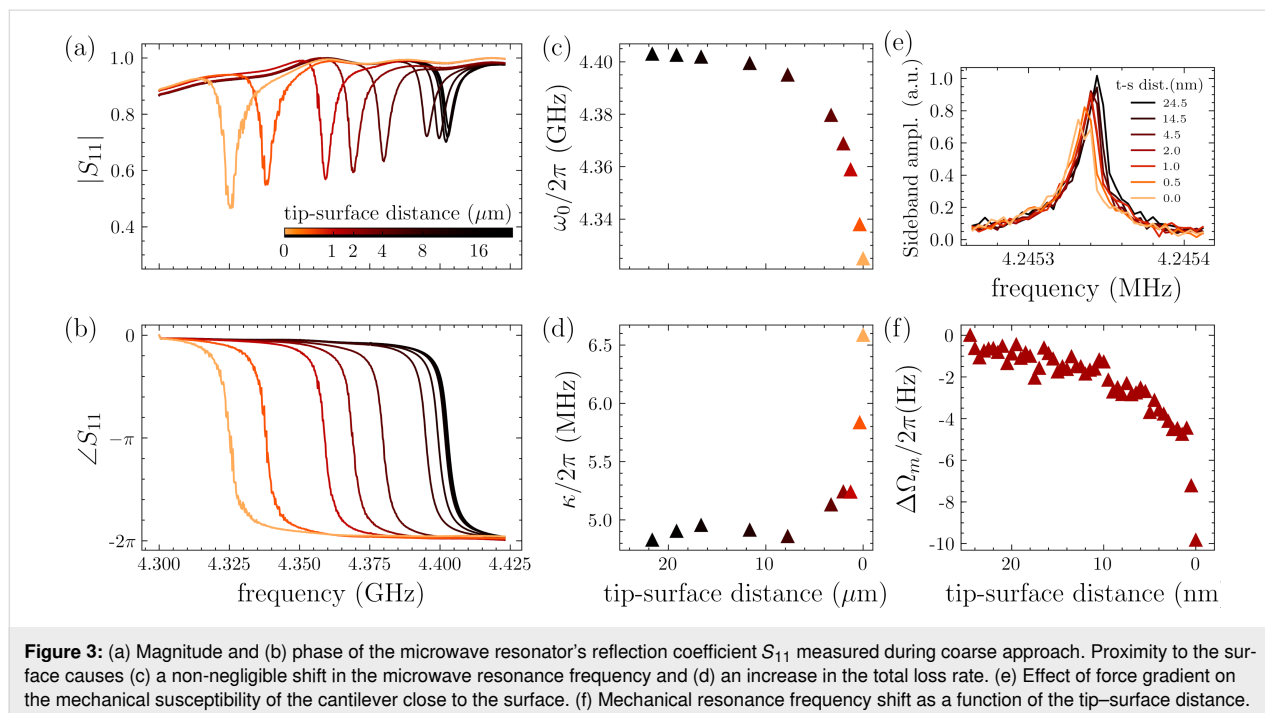 (a)
1.0
0.8
0.6
0.4
|S₁₁|
tip-surface distance (μm)
0 1 2 4 8 16
(b)
0
−π
-2π
∠S₁₁
4.300 4.325 4.350 4.375 4.400 4.425
frequency (GHz)
(c)
4.40
4.38
4.36
4.34
ω₀/2π (GHz)
(d)
6.5
6.0
5.5
5.0
κ/2π (MHz)
20 10 0
tip-surface distance (μm)
(e)
1.0
0.8
0.6
0.4
0.2
0.0
Sideband ampl. (a.u.)
t-s dist.(nm)
24.5
14.5
4.5
2.0
1.0
0.5
0.0
4.2453 4.2454
frequency (MHz)
(f)
0
-2
-4
-6
-8
-10
ΔΩₘ/2π(Hz)
20 10 0
tip-surface distance (nm
Figure 3: (a) Magnitude and (b) phase of the microwave resonator’s reflection coefficient S₁₁ measured during coarse approach. Proximity to the sur-
face causes (c) a non-negligible shift in the microwave resonance frequency and (d) an increase in the total loss rate. (e) Effect of force gradient on
the mechanical susceptibility of the cantilever close to the surface. (f) Mechanical resonance frequency shift as a function of the tip–surface distance.